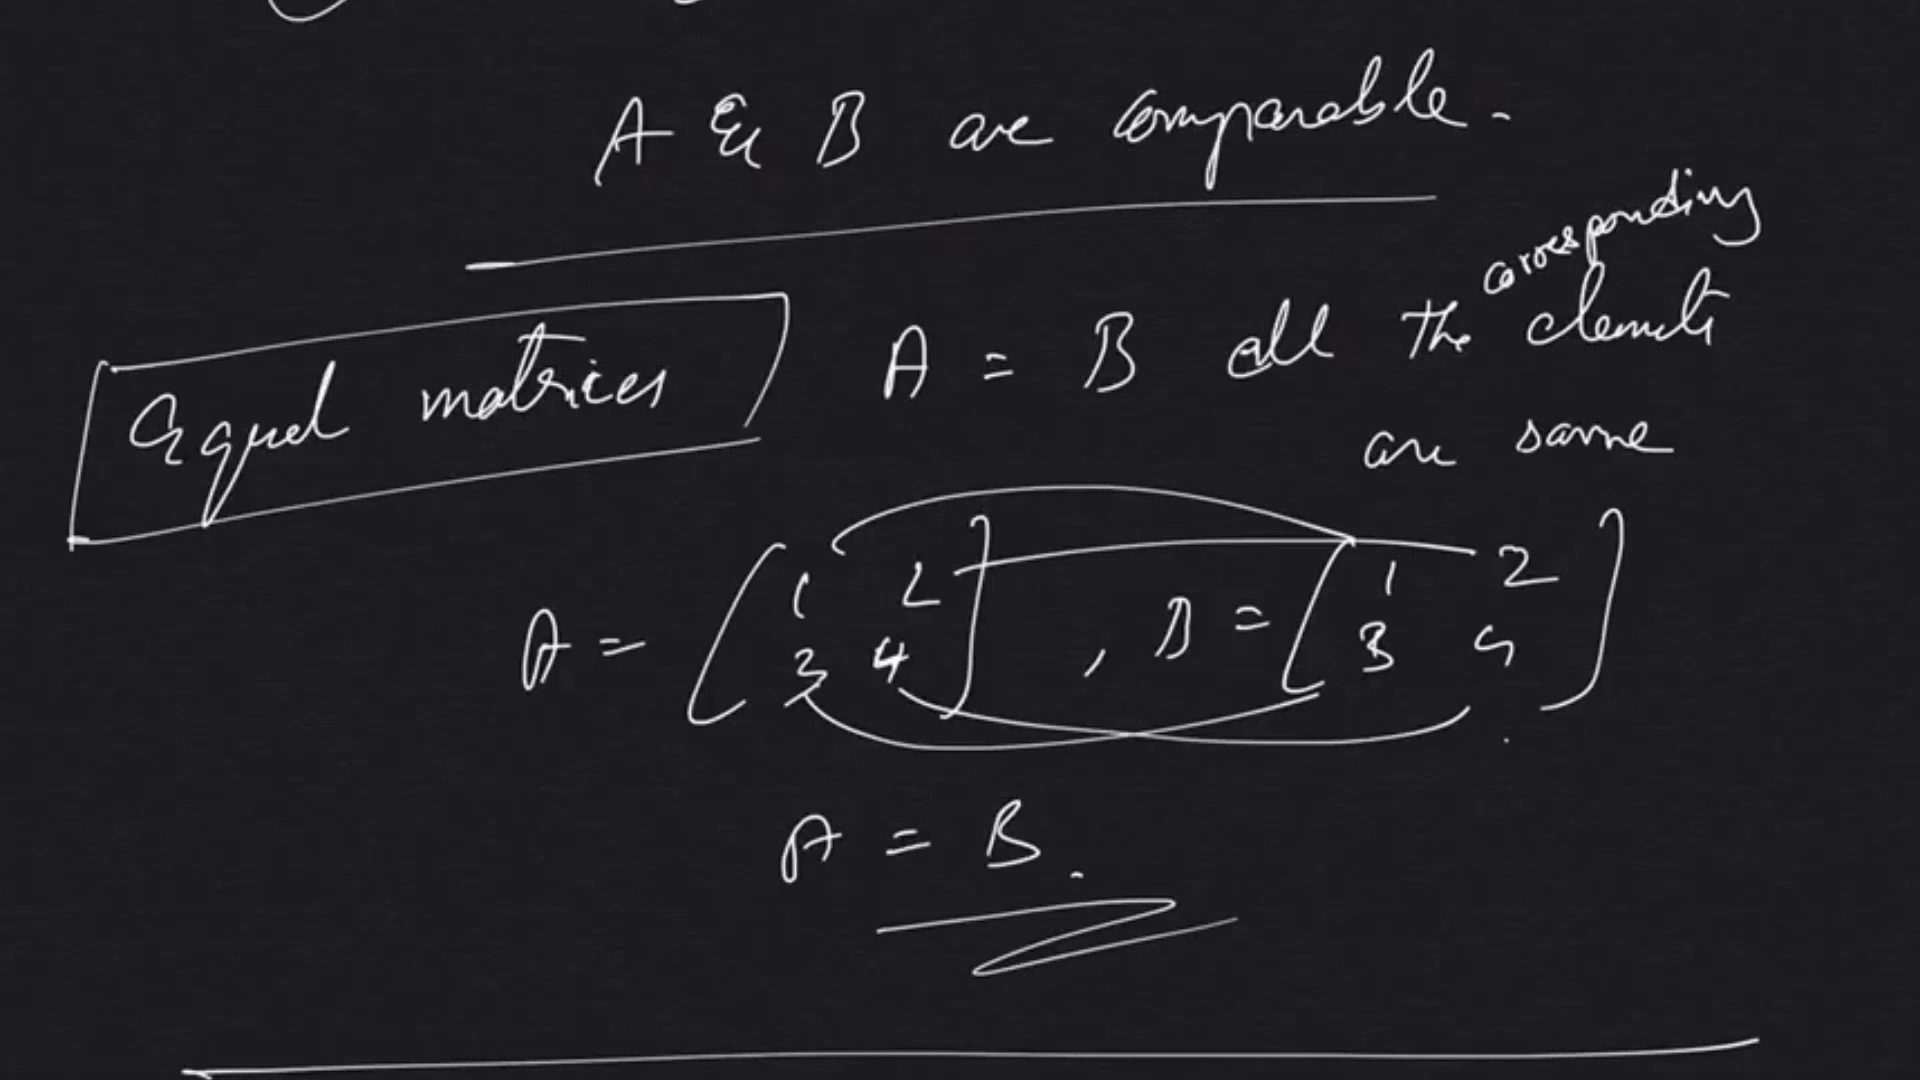 A & B are comparable.
corresponding
Equal matrices A = B all the elements
are same
A = [ 1 2 ] , B = [ 1 2 ]
3 4 3 4
A = B.